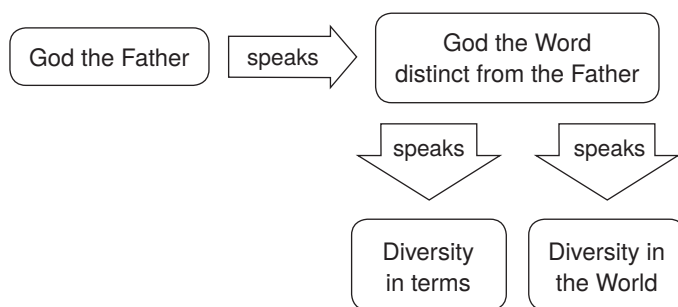 God the Father
speaks
God the Word
distinct from the Father
speaks
speaks
Diversity
in terms
Diversity in
the World